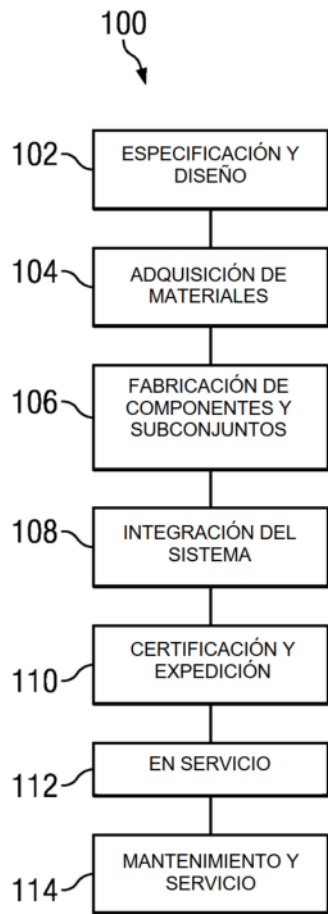 100
102
ESPECIFICACIÓN Y
DISEÑO
104
ADQUISICIÓN DE
MATERIALES
106
FABRICACIÓN DE
COMPONENTES Y
SUBCONJUNTOS
108
INTEGRACIÓN DEL
SISTEMA
110
CERTIFICACIÓN Y
EXPEDICIÓN
112
EN SERVICIO
114
MANTENIMIENTO Y
SERVICIO